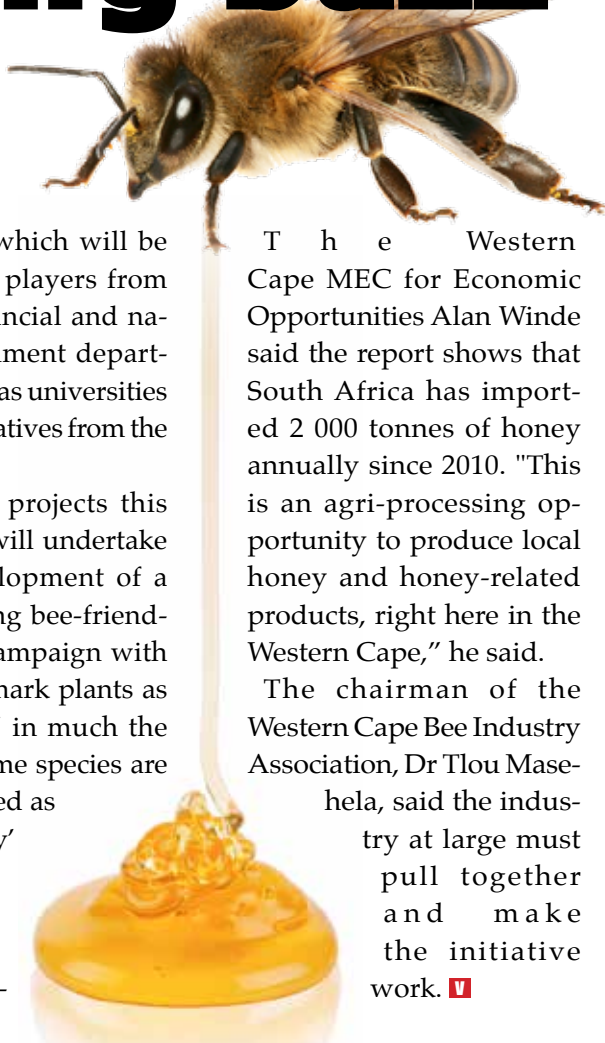 which will be
players from
ncial and na-
ment depart-
as universities
atives from the
projects this
will undertake
lopment of a
ng bee-friend-
ampaign with
mark plants as
in much the
me species are
ed as
y’
-
The Western
Cape MEC for Economic
Opportunities Alan Winde
said the report shows that
South Africa has import-
ed 2 000 tonnes of honey
annually since 2010. "This
is an agri-processing op-
portunity to produce local
honey and honey-related
products, right here in the
Western Cape,” he said.
The chairman of the
Western Cape Bee Industry
Association, Dr Tlou Mase-
hela, said the indus-
try at large must
pull together
and make
the initiative
work. V